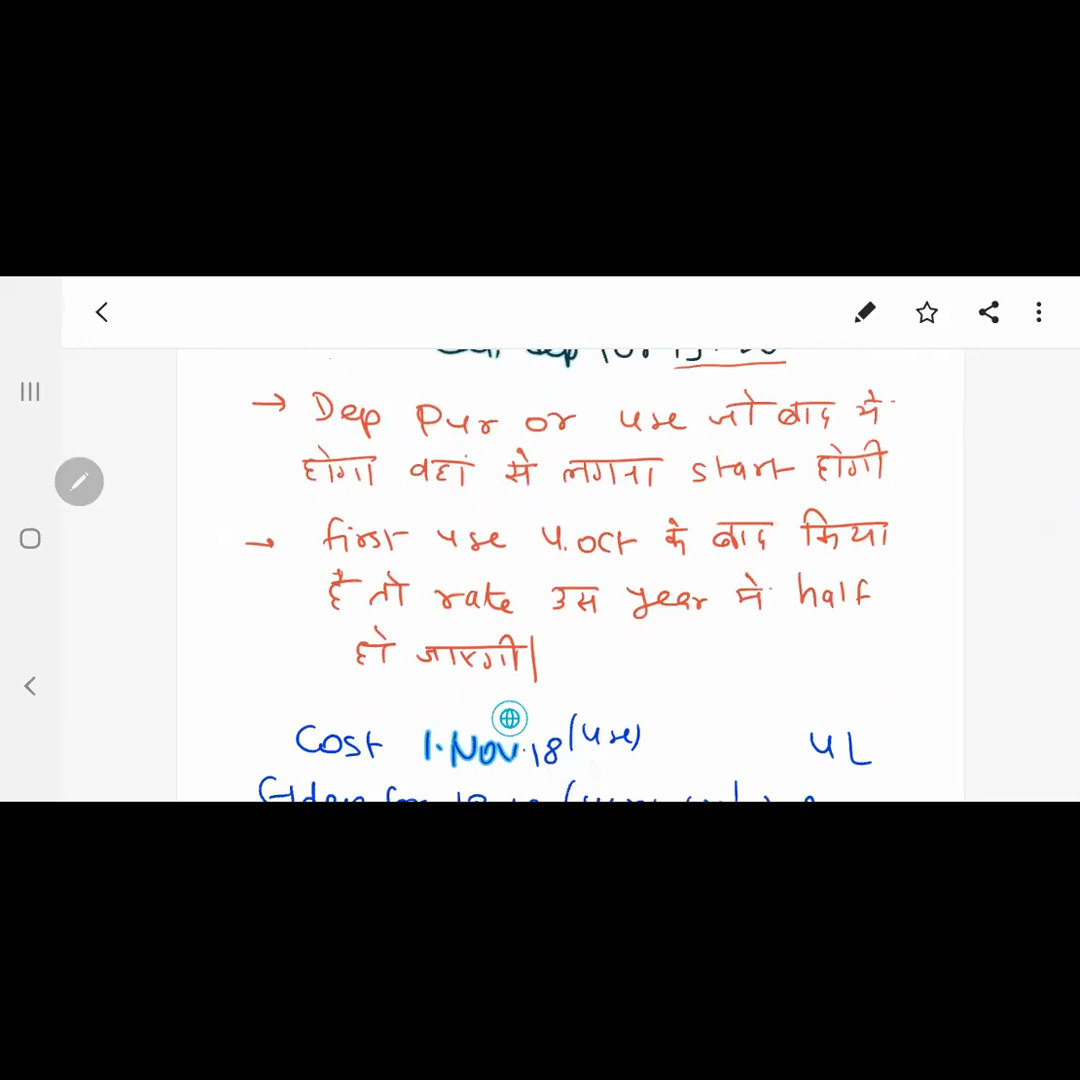 → Dep Pur or use जो बाद मे
होगा वहां से लगना start होगी
→ first use 4.oct के बाद किया
है तो rate उस year मे half
हो जाएगी।
Cost 1.Nov.18 (use) 4L